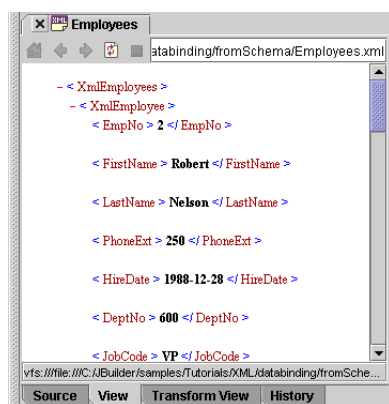 XML Employees
atabinding/fromSchema/Employees.xml
- < XmlEmployees >
- < XmlEmployee >
< EmpNo > 2 </ EmpNo >
< FirstName > Robert </ FirstName >
< LastName > Nelson </ LastName >
< PhoneExt > 250 </ PhoneExt >
< HireDate > 1988-12-28 </ HireDate >
< DeptNo > 600 </ DeptNo >
< JobCode > VP </ JobCode >
vfs:///file:///C:/JBuilder/samples/Tutorials/XML/databinding/fromSche...
Source View Transform View History